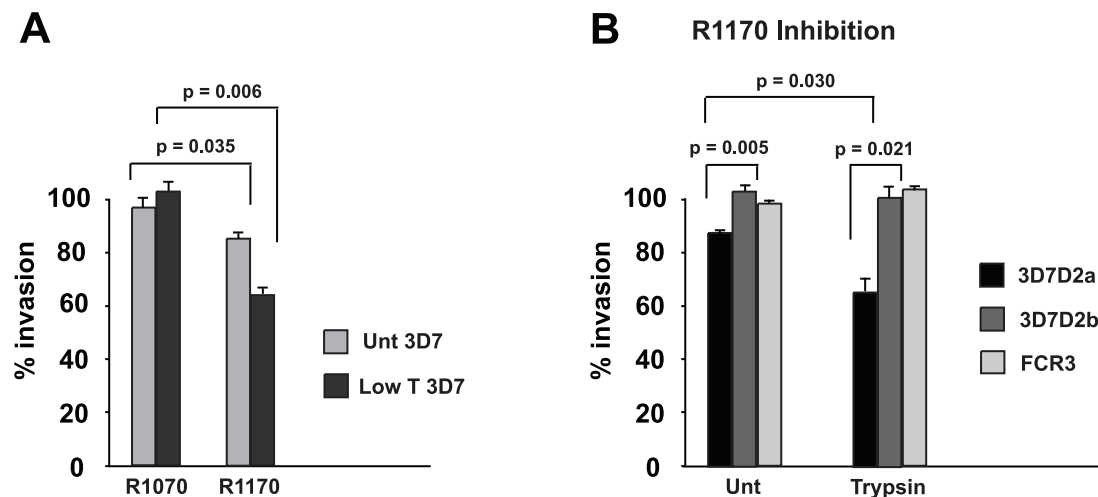 A
p = 0.006
p = 0.035
% invasion
100
80
60
40
20
0
R1070 R1170
Unt 3D7
Low T 3D7
B R1170 Inhibition
p = 0.030
p = 0.005 p = 0.021
% invasion
100
80
60
40
20
0
Unt Trypsin
3D7D2a
3D7D2b
FCR3